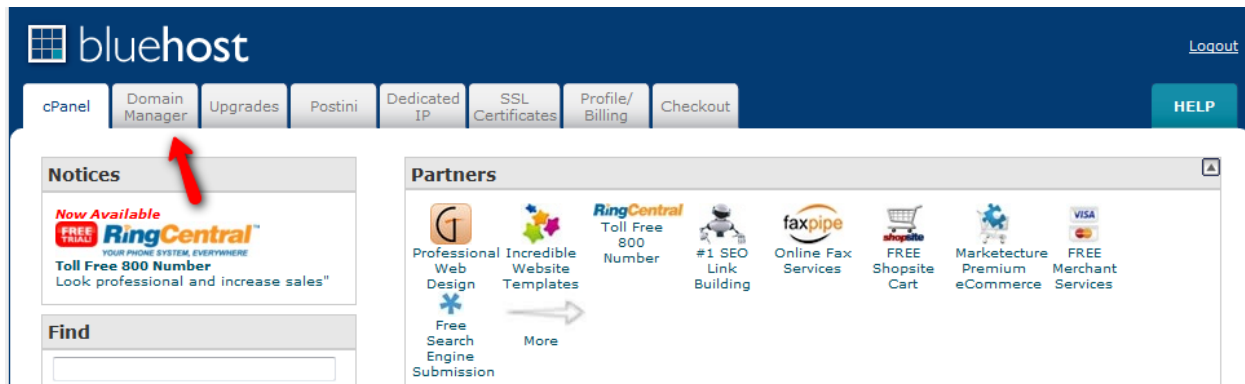 bluehost
Logout
cPanel
Domain
Manager
Upgrades
Postini
Dedicated
IP
SSL
Certificates
Profile/
Billing
Checkout
HELP
Notices
Now Available
FREE
TRIAL!
RingCentral™
YOUR PHONE SYSTEM, EVERYWHERE
Toll Free 800 Number
Look professional and increase sales"
Find
Partners
Professional
Web
Design
Incredible
Website
Templates
RingCentral
Toll Free
800
Number
#1 SEO
Link
Building
faxpipe
Online Fax
Services
shopsite
FREE
Shopsite
Cart
Marketecture
Premium
eCommerce
VISA
FREE
Merchant
Services
Free
Search
Engine
Submission
More